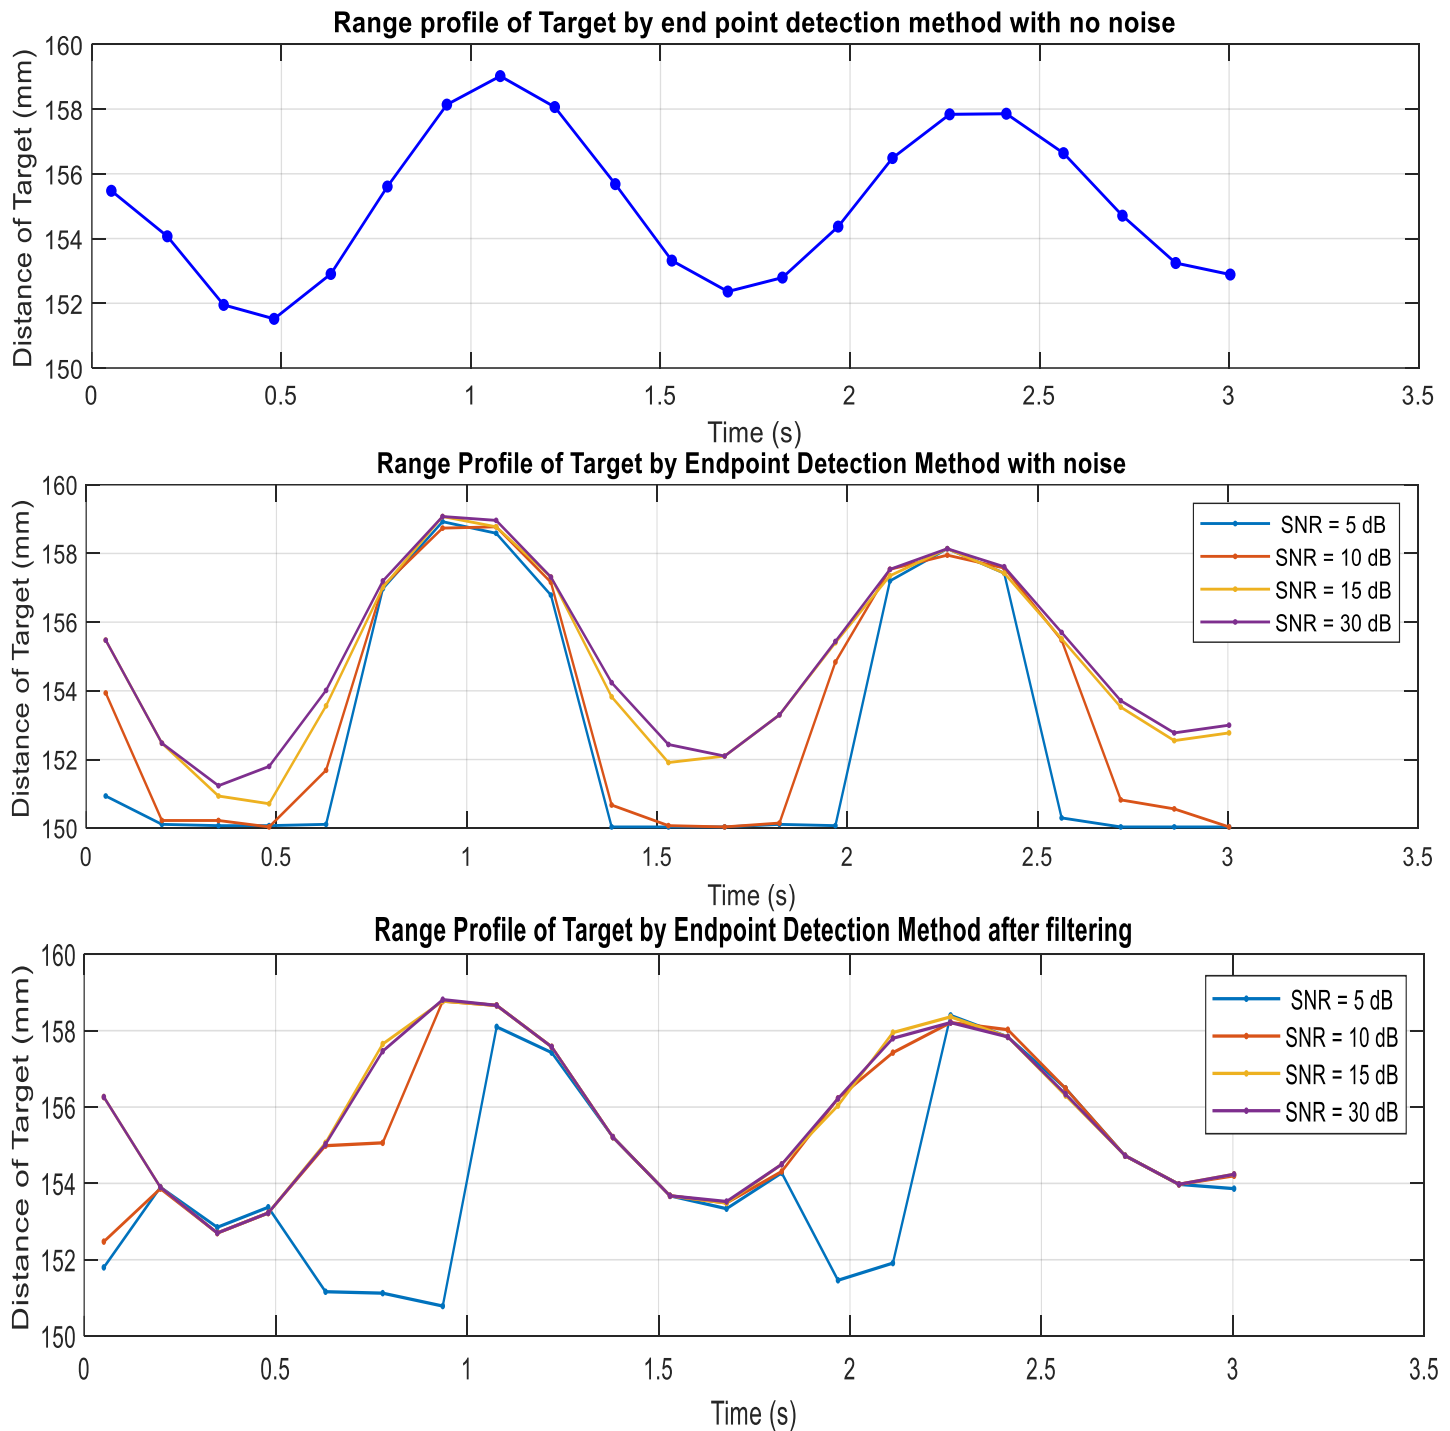 Range profile of Target by end point detection method with no noise
Distance of Target (mm)
160
158
156
154
152
150
0 0.5 1 1.5 2 2.5 3 3.5
Time (s)
Range Profile of Target by Endpoint Detection Method with noise
Distance of Target (mm)
160
158
156
154
152
150
SNR = 5 dB
SNR = 10 dB
SNR = 15 dB
SNR = 30 dB
0 0.5 1 1.5 2 2.5 3 3.5
Time (s)
Range Profile of Target by Endpoint Detection Method after filtering
Distance of Target (mm)
160
158
156
154
152
150
SNR = 5 dB
SNR = 10 dB
SNR = 15 dB
SNR = 30 dB
0 0.5 1 1.5 2 2.5 3 3.5
Time (s)